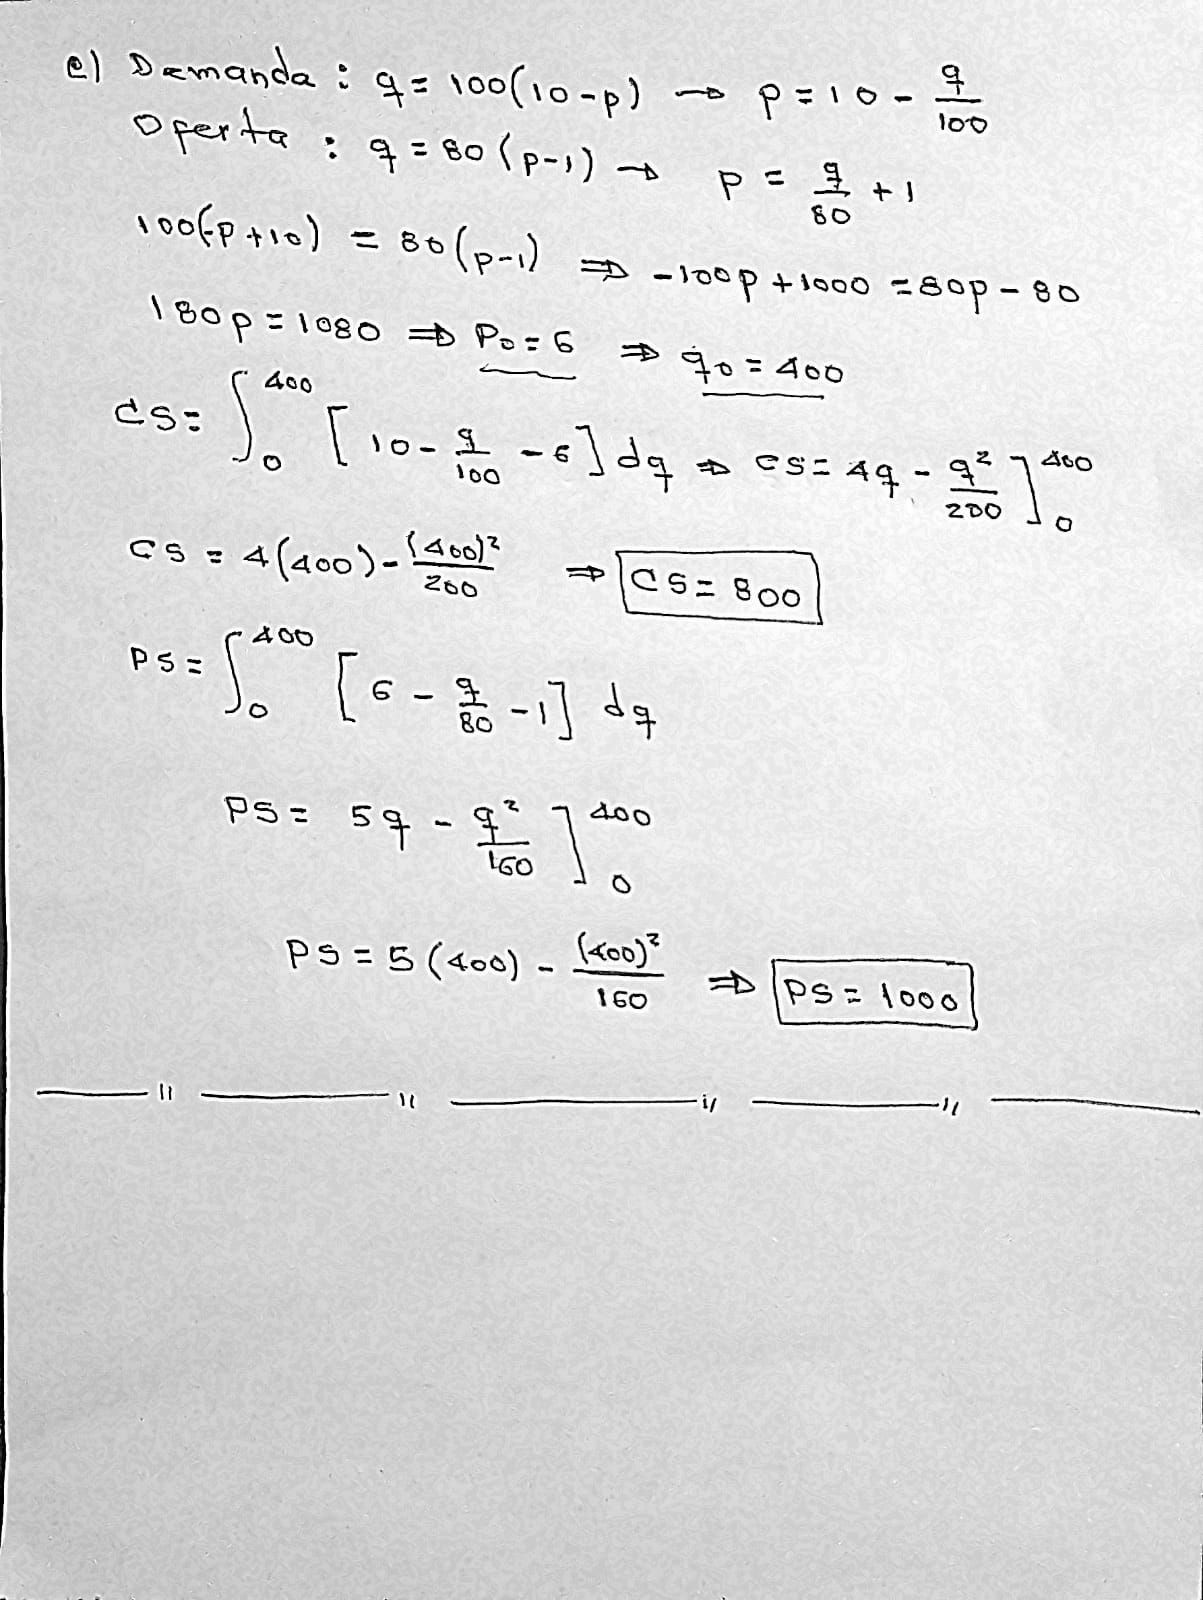 e) Demanda : q = 100(10-p) → p = 10 - q/100
Oferta : q = 80(p-1) → p = q/80 + 1
100(-p+10) = 80(p-1) ⇒ -100p + 1000 = 80p - 80
180p = 1080 ⇒ P₀ = 6 ⇒ q₀ = 400
CS = ∫₀⁴⁰⁰ [10 - q/100 - 6] dq ⇒ CS = 4q - q²/200 ]₀⁴⁰⁰
CS = 4(400) - (400)²/200 ⇒ CS = 800
PS = ∫₀⁴⁰⁰ [6 - q/80 - 1] dq
PS = 5q - q²/160 ]₀⁴⁰⁰
PS = 5(400) - (400)²/160 ⇒ PS = 1000